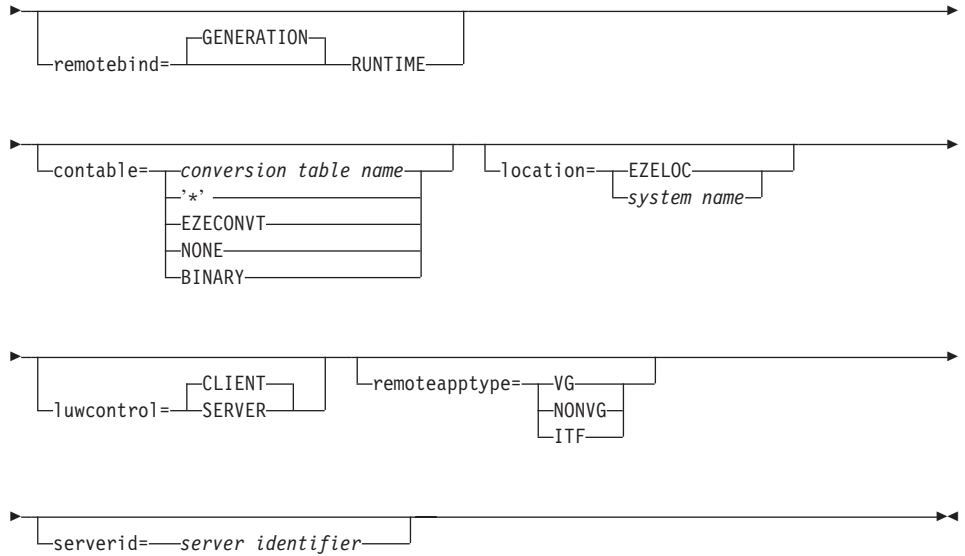 GENERATION
remotebind= RUNTIME
contable= conversion table name location= EZELOC
'*' system name
EZECONVT
NONE
BINARY
CLIENT
luwcontrol= SERVER remoteapptype= VG
NONVG
ITF
serverid= server identifier